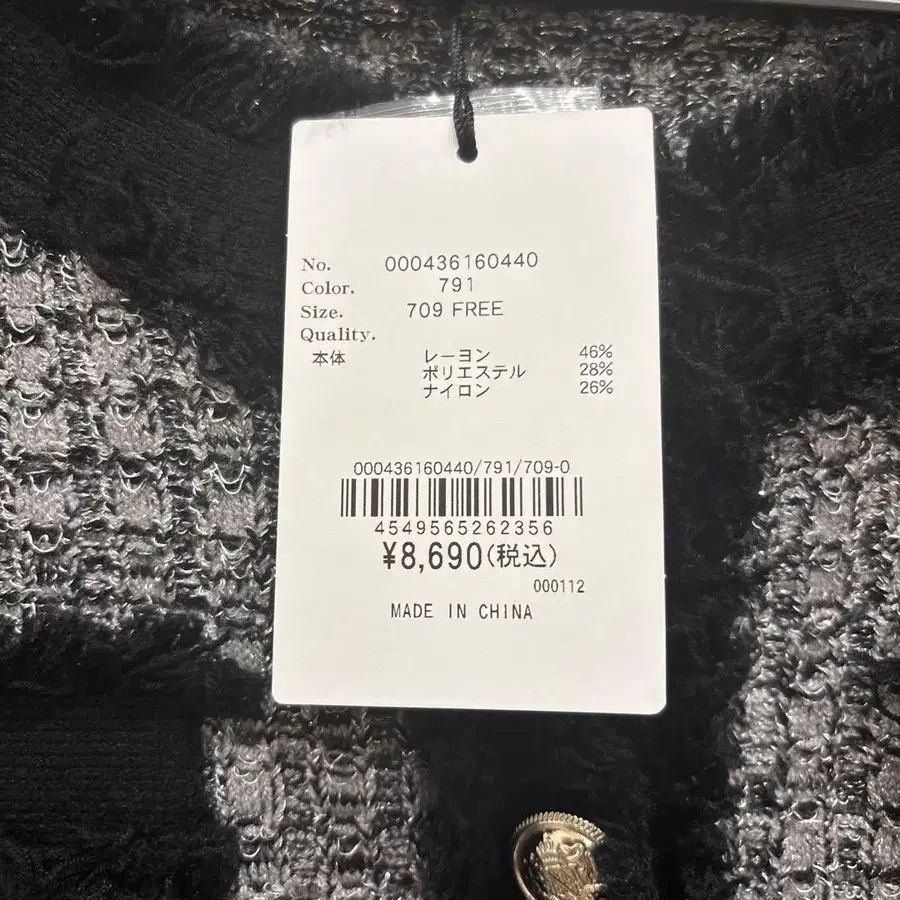 No. 000436160440
Color. 791
Size. 709 FREE
Quality.
本体 レーヨン 46%
ポリエステル 28%
ナイロン 26%
000436160440/791/709-0
4549565262356
¥8,690(税込)
000112
MADE IN CHINA